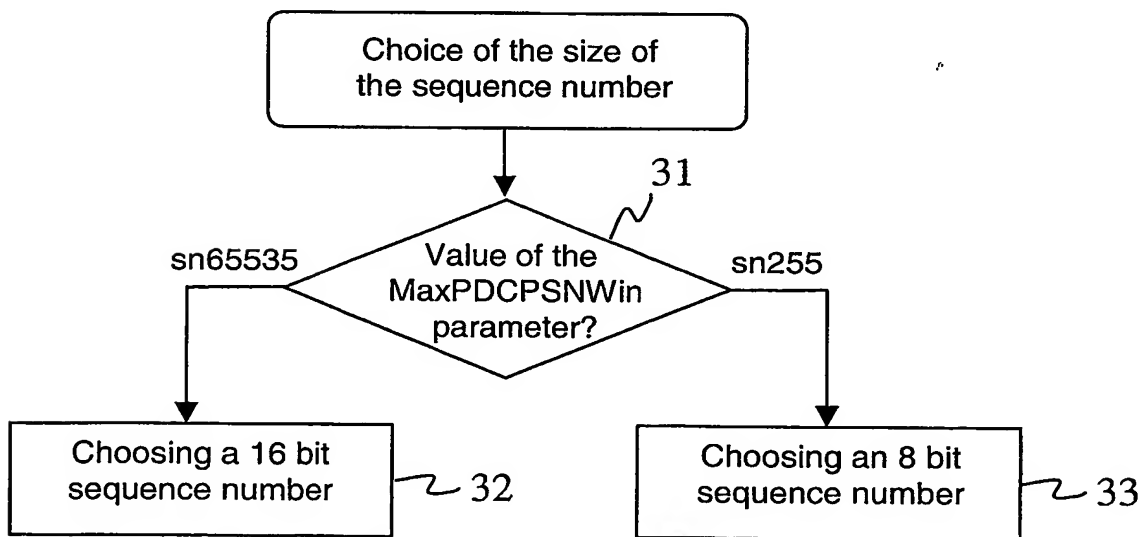 Choice of the size of
the sequence number
31
sn65535
Value of the
MaxPDCPSNWin
parameter?
sn255
Choosing a 16 bit
sequence number
32
Choosing an 8 bit
sequence number
33